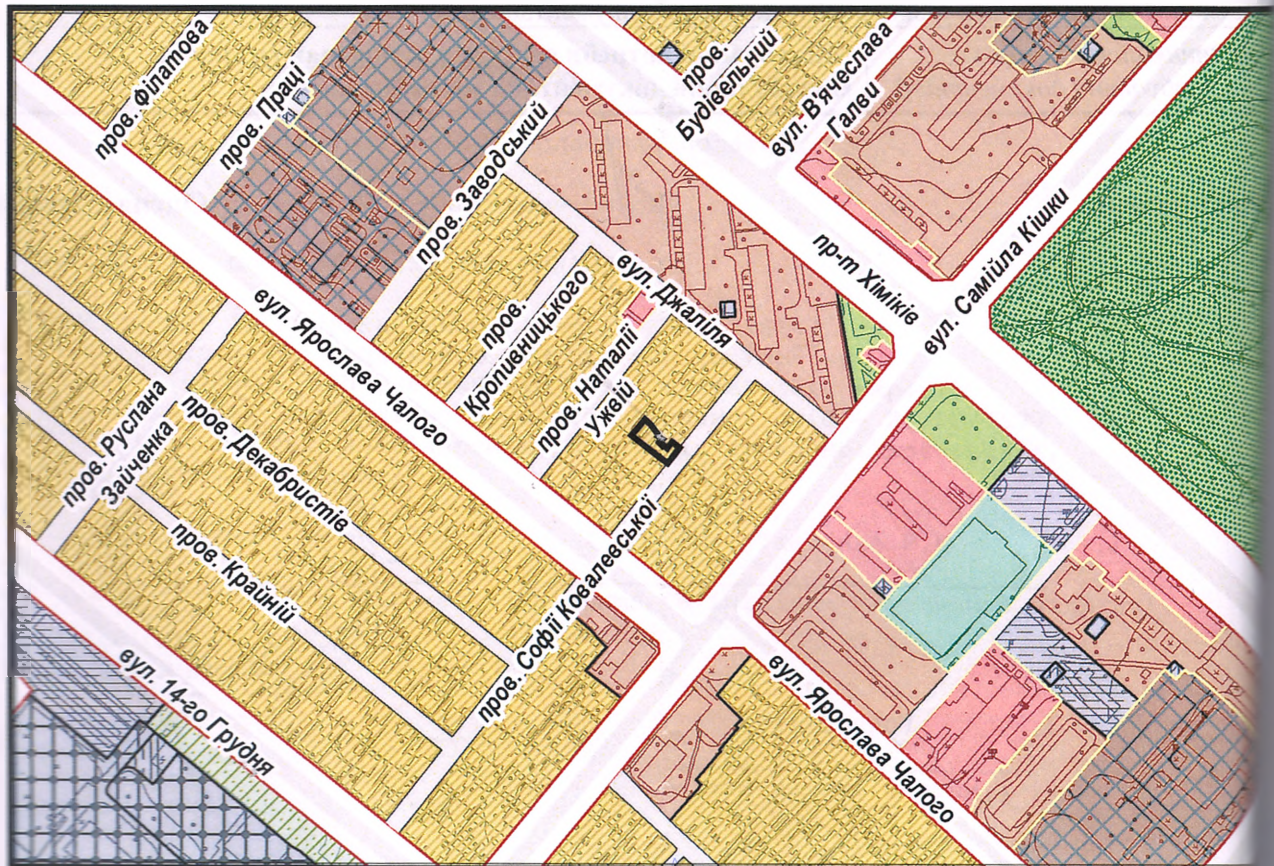 пров. Філатова
пров. Праці
пров. Заводський
пров.
Будівельний
вул. В'ячеслава
Галви
пр-т Хіміків
вул. Самійла Кішки
вул. Джаліля
пров.
Кропивницького
пров. Наталії
Ужвій
вул. Ярослава Чалого
пров. Руслана
Зайченка
пров. Декабристів
пров. Крайній
пров. Софії Ковалевської
вул. 14-го Грудня
вул. Ярослава Чалого